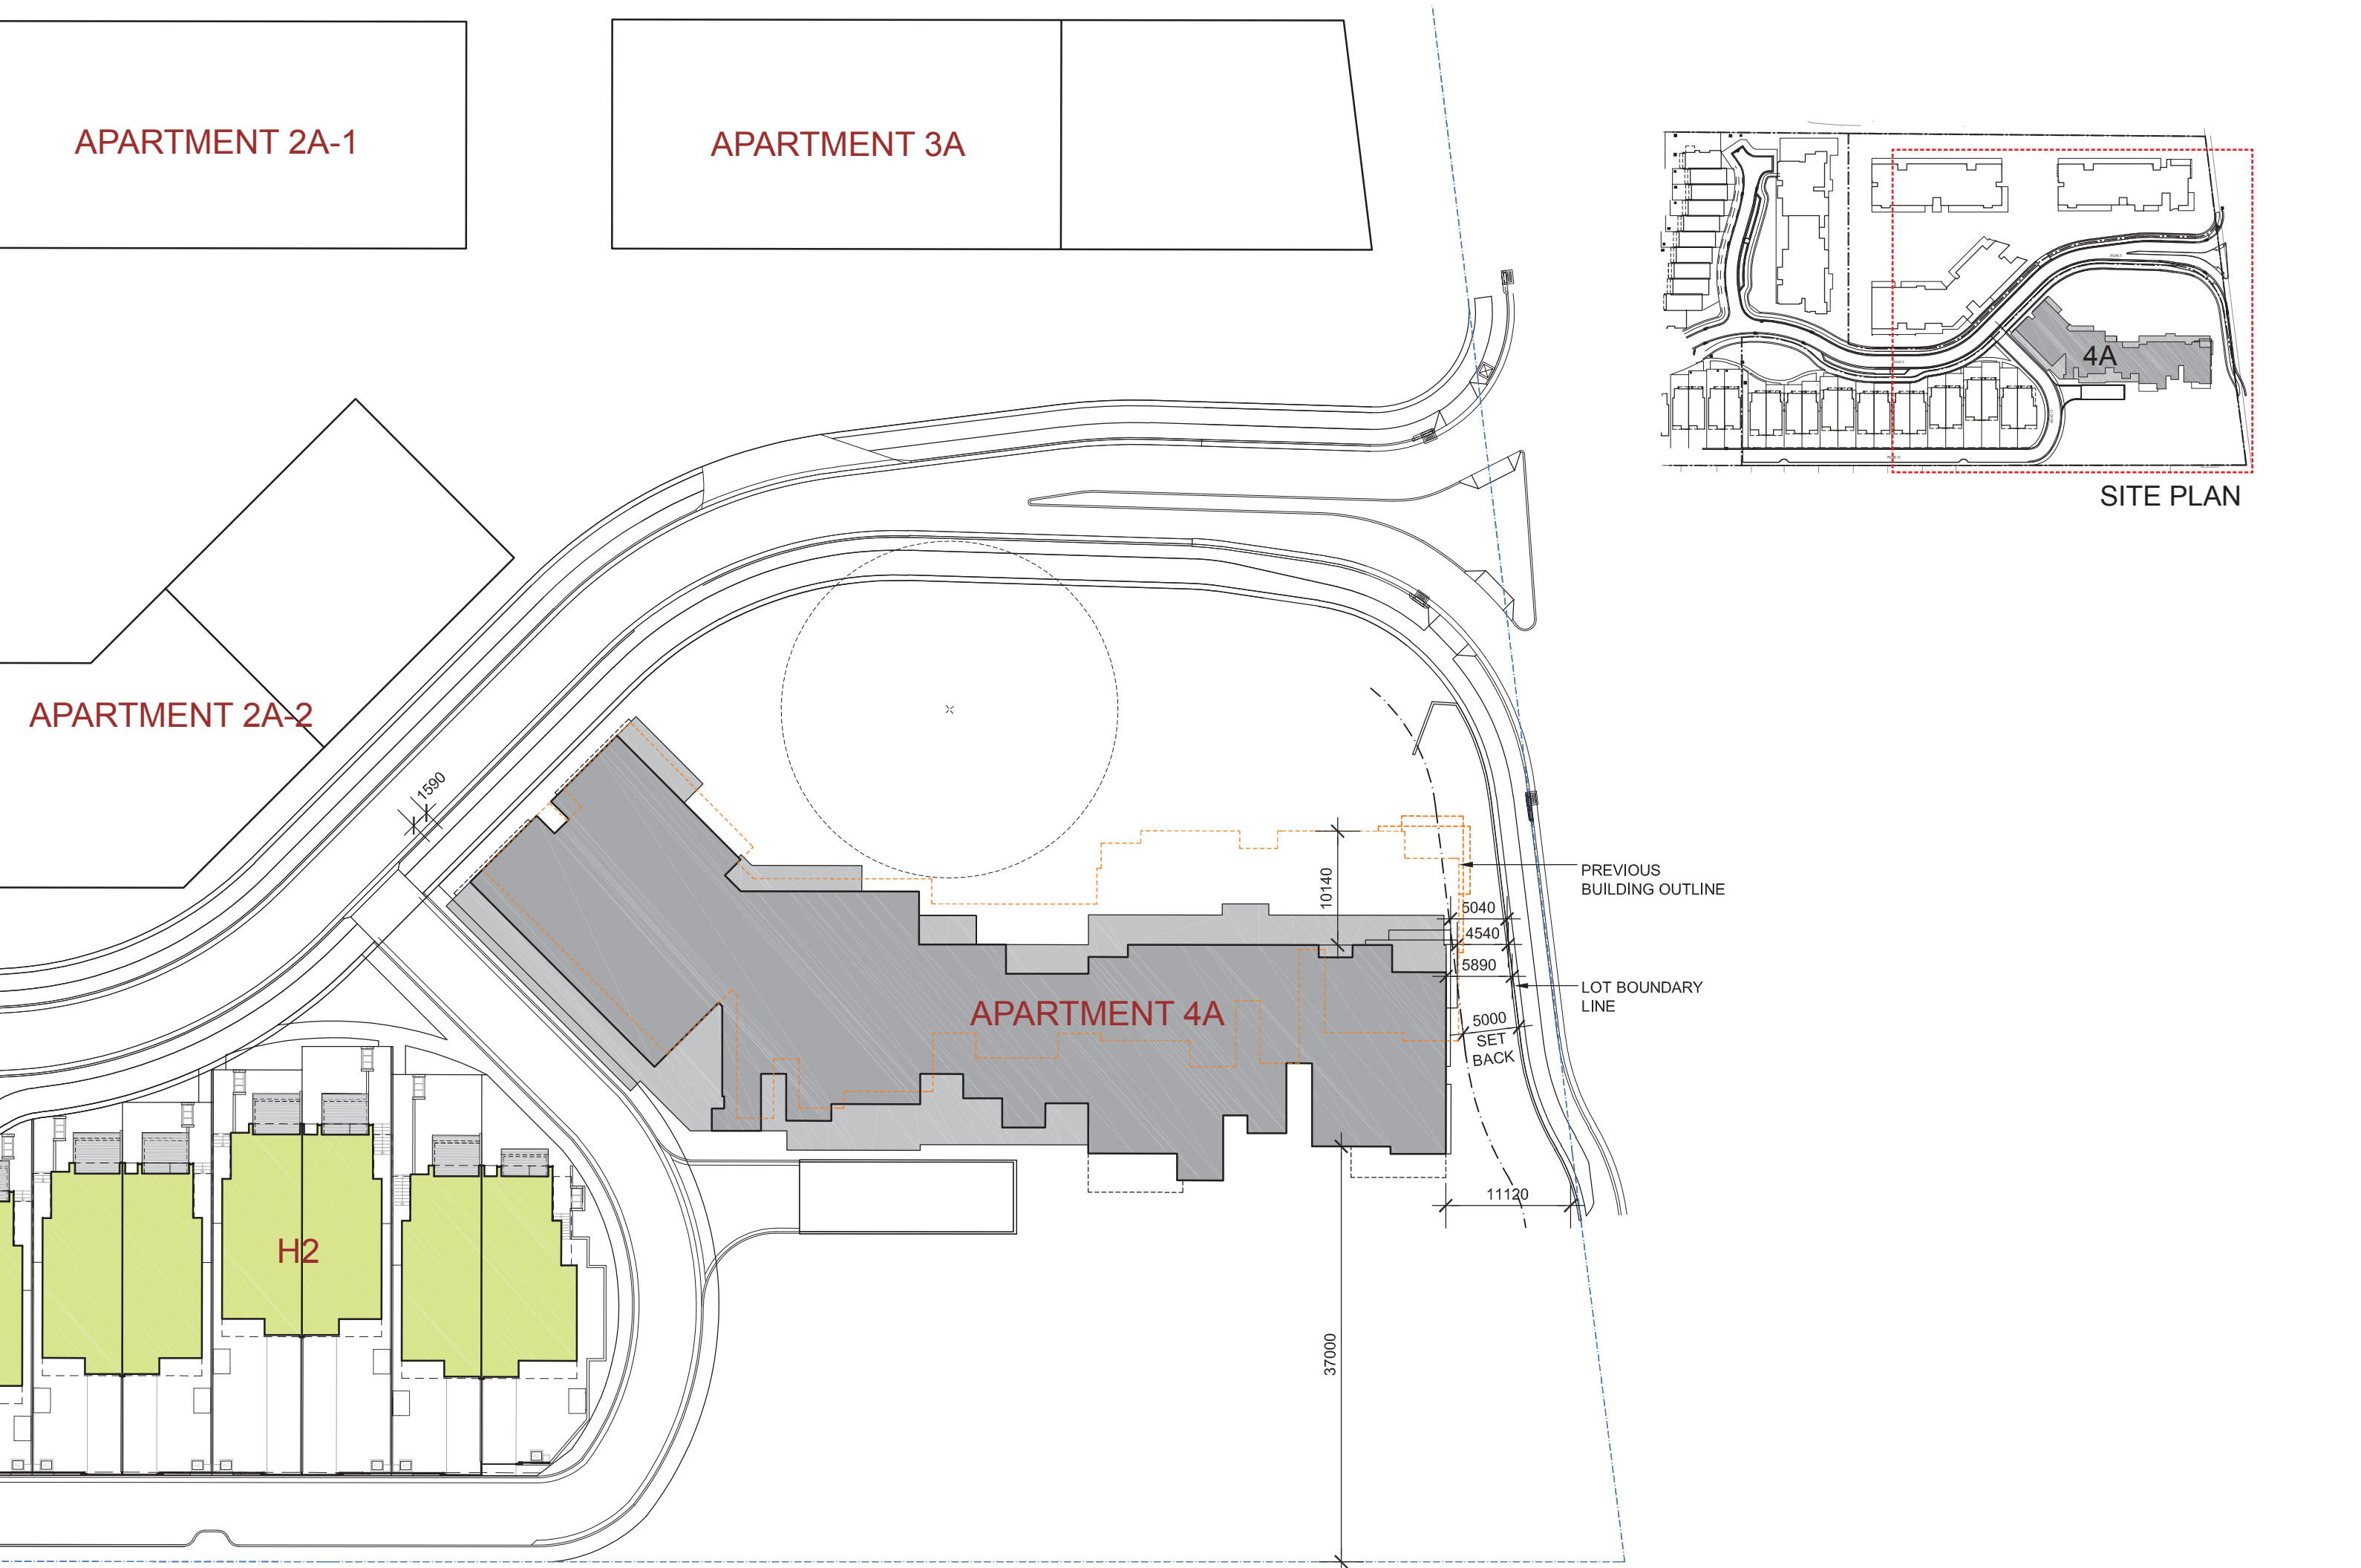 APARTMENT 2A-1
APARTMENT 3A
4A
SITE PLAN
APARTMENT 2A-2
1590
PREVIOUS
BUILDING OUTLINE
10140
5040
4540
5890
APARTMENT 4A
LOT BOUNDARY
LINE
5000
SET
BACK
11120
H2
37000